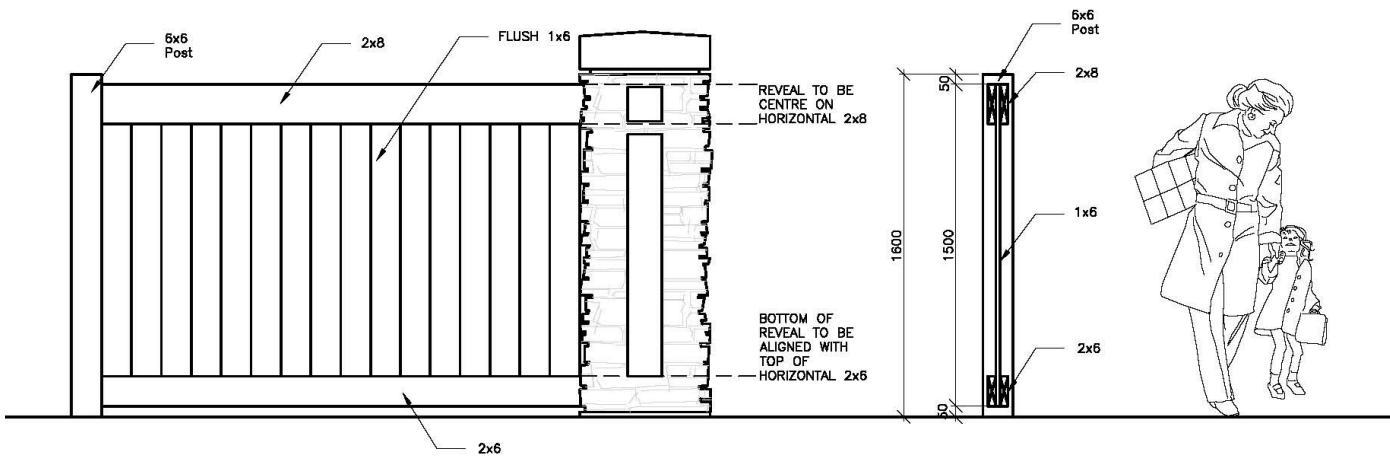 6x6
Post
2x8
FLUSH 1x6
REVEAL TO BE
CENTRE ON
HORIZONTAL 2x8
BOTTOM OF
REVEAL TO BE
ALIGNED WITH
TOP OF
HORIZONTAL 2x6
2x6
6x6
Post
2x8
50
1600
1500
1x6
2x6
50